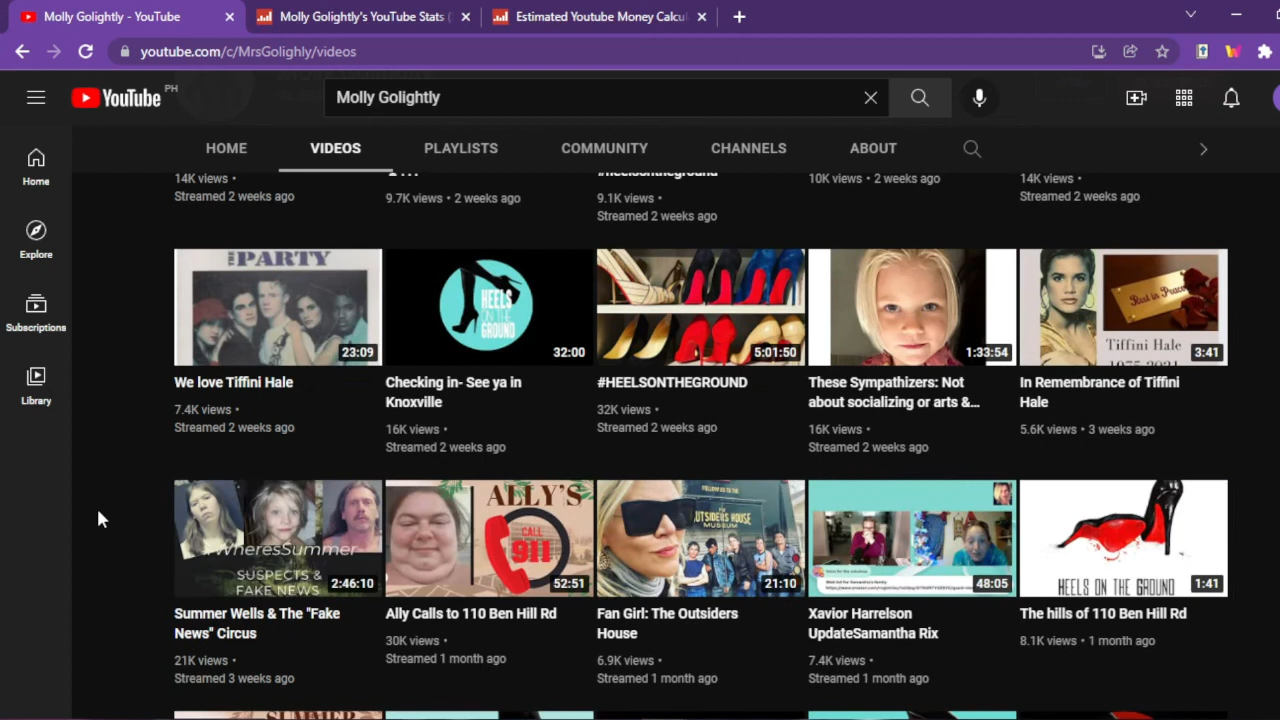 Molly Golightly - YouTube
Molly Golightly's YouTube Stats (
Estimated Youtube Money Calcu
youtube.com/c/MrsGolighly/videos
YouTube PH
Molly Golightly
HOME VIDEOS PLAYLISTS COMMUNITY CHANNELS ABOUT
Home
Explore
Subscriptions
Library
14K views •
Streamed 2 weeks ago
9.7K views • 2 weeks ago
#heelsontheground
9.1K views •
Streamed 2 weeks ago
10K views • 2 weeks ago
14K views •
Streamed 2 weeks ago
THE PARTY
23:09
We love Tiffini Hale
7.4K views •
Streamed 2 weeks ago
HEELS
ON THE
GROUND
32:00
Checking in- See ya in
Knoxville
16K views •
Streamed 2 weeks ago
5:01:50
#HEELSONTHEGROUND
32K views •
Streamed 2 weeks ago
1:33:54
These Sympathizers: Not
about socializing or arts &...
16K views •
Streamed 2 weeks ago
Rest in Peace
Tiffini Hale
1975-2021
3:41
In Remembrance of Tiffini
Hale
5.6K views • 3 weeks ago
#WheresSummer
SUSPECTS &
FAKE NEWS
2:46:10
Summer Wells & The "Fake
News" Circus
21K views •
Streamed 3 weeks ago
ALLY'S
CALL
911
52:51
Ally Calls to 110 Ben Hill Rd
30K views •
Streamed 1 month ago
OUTSIDERS HOUSE
MUSEUM
21:10
Fan Girl: The Outsiders
House
6.9K views •
Streamed 1 month ago
48:05
Xavior Harrelson
UpdateSamantha Rix
7.4K views •
Streamed 1 month ago
HEELS ON THE GROUND
1:41
The hills of 110 Ben Hill Rd
8.1K views • 1 month ago
SUMMER